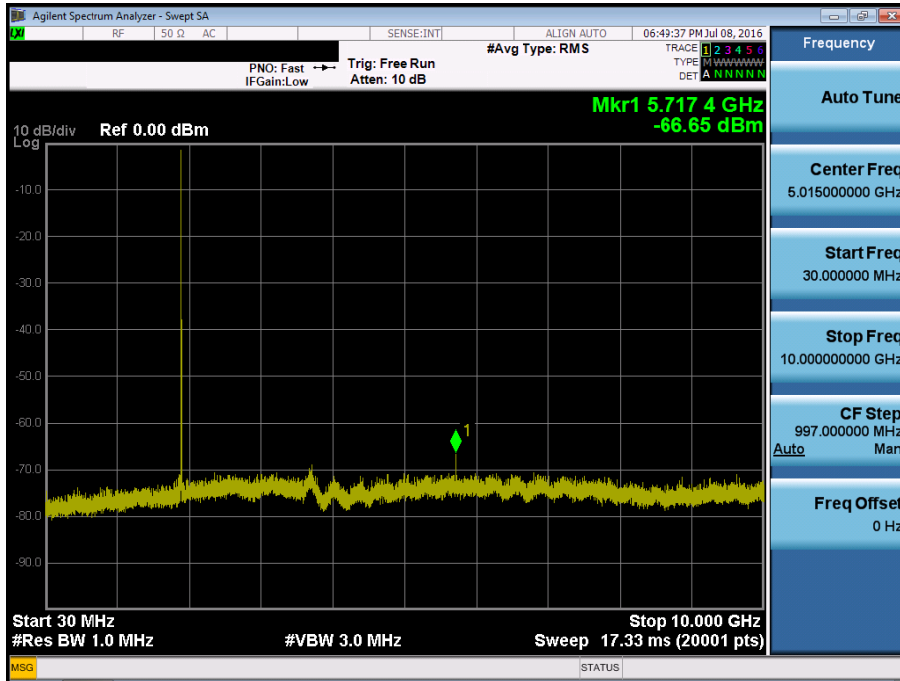 Agilent Spectrum Analyzer - Swept SA
LXI RF 50 Ω AC SENSE:INT ALIGN AUTO 06:49:37 PM Jul 08, 2016
#Avg Type: RMS TRACE 1 2 3 4 5 6
PNO: Fast Trig: Free Run TYPE M WWWWW
IFGain:Low Atten: 10 dB DET A N N N N N
Mkr1 5.717 4 GHz
-66.65 dBm
10 dB/div Ref 0.00 dBm
Log
-10.0
-20.0
-30.0
-40.0
-50.0
-60.0
1
-70.0
-80.0
-90.0
Start 30 MHz Stop 10.000 GHz
#Res BW 1.0 MHz #VBW 3.0 MHz Sweep 17.33 ms (20001 pts)
MSG STATUS
Frequency
Auto Tune
Center Freq
5.015000000 GHz
Start Freq
30.000000 MHz
Stop Freq
10.000000000 GHz
CF Step
997.000000 MHz
Auto Man
Freq Offset
0 Hz